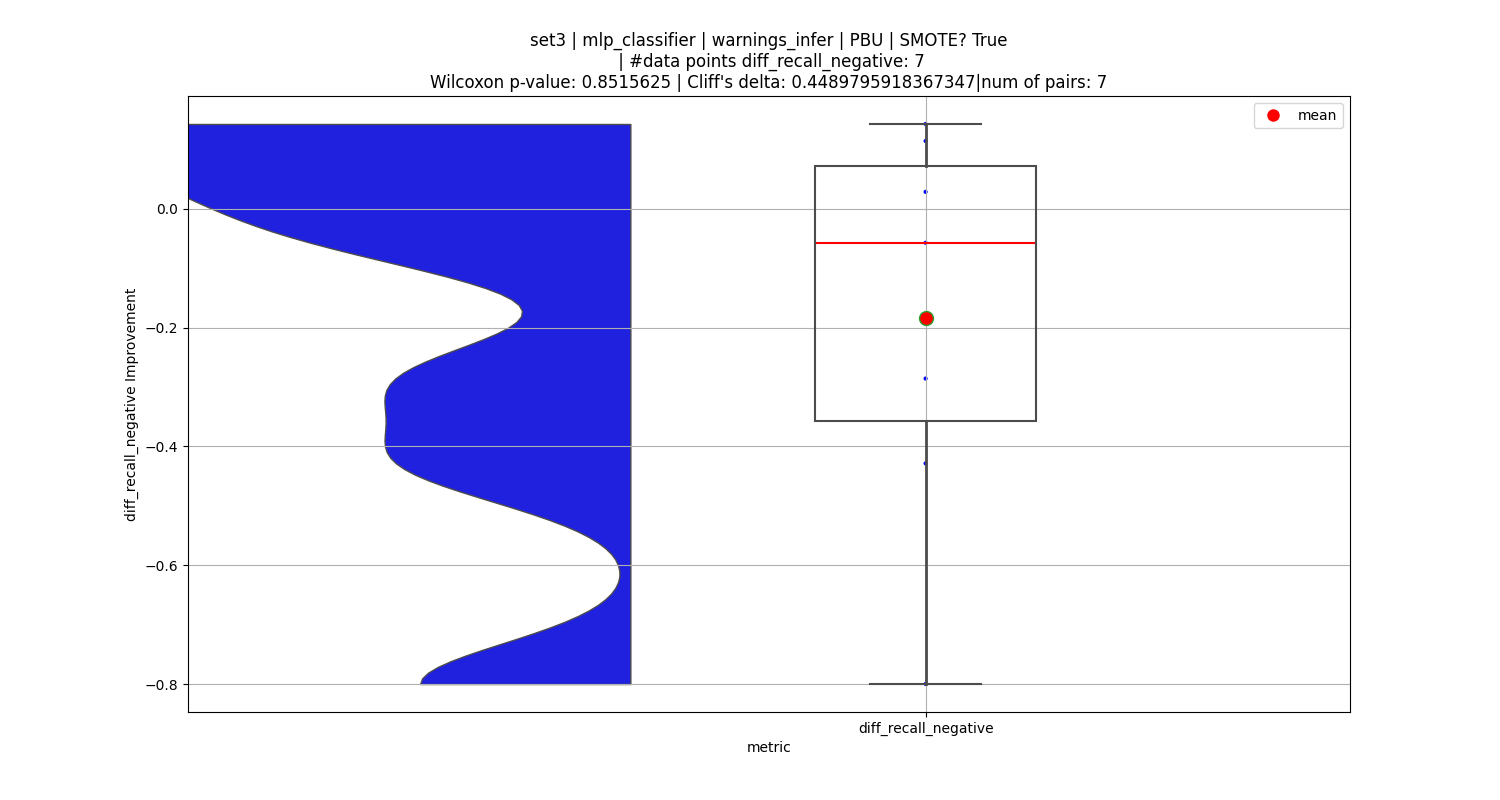 set3 | mlp_classifier | warnings_infer | PBU | SMOTE? True
| #data points diff_recall_negative: 7
Wilcoxon p-value: 0.8515625 | Cliff's delta: 0.4489795918367347|num of pairs: 7
mean
0.0
−0.2
−0.4
−0.6
−0.8
diff_recall_negative Improvement
diff_recall_negative
metric